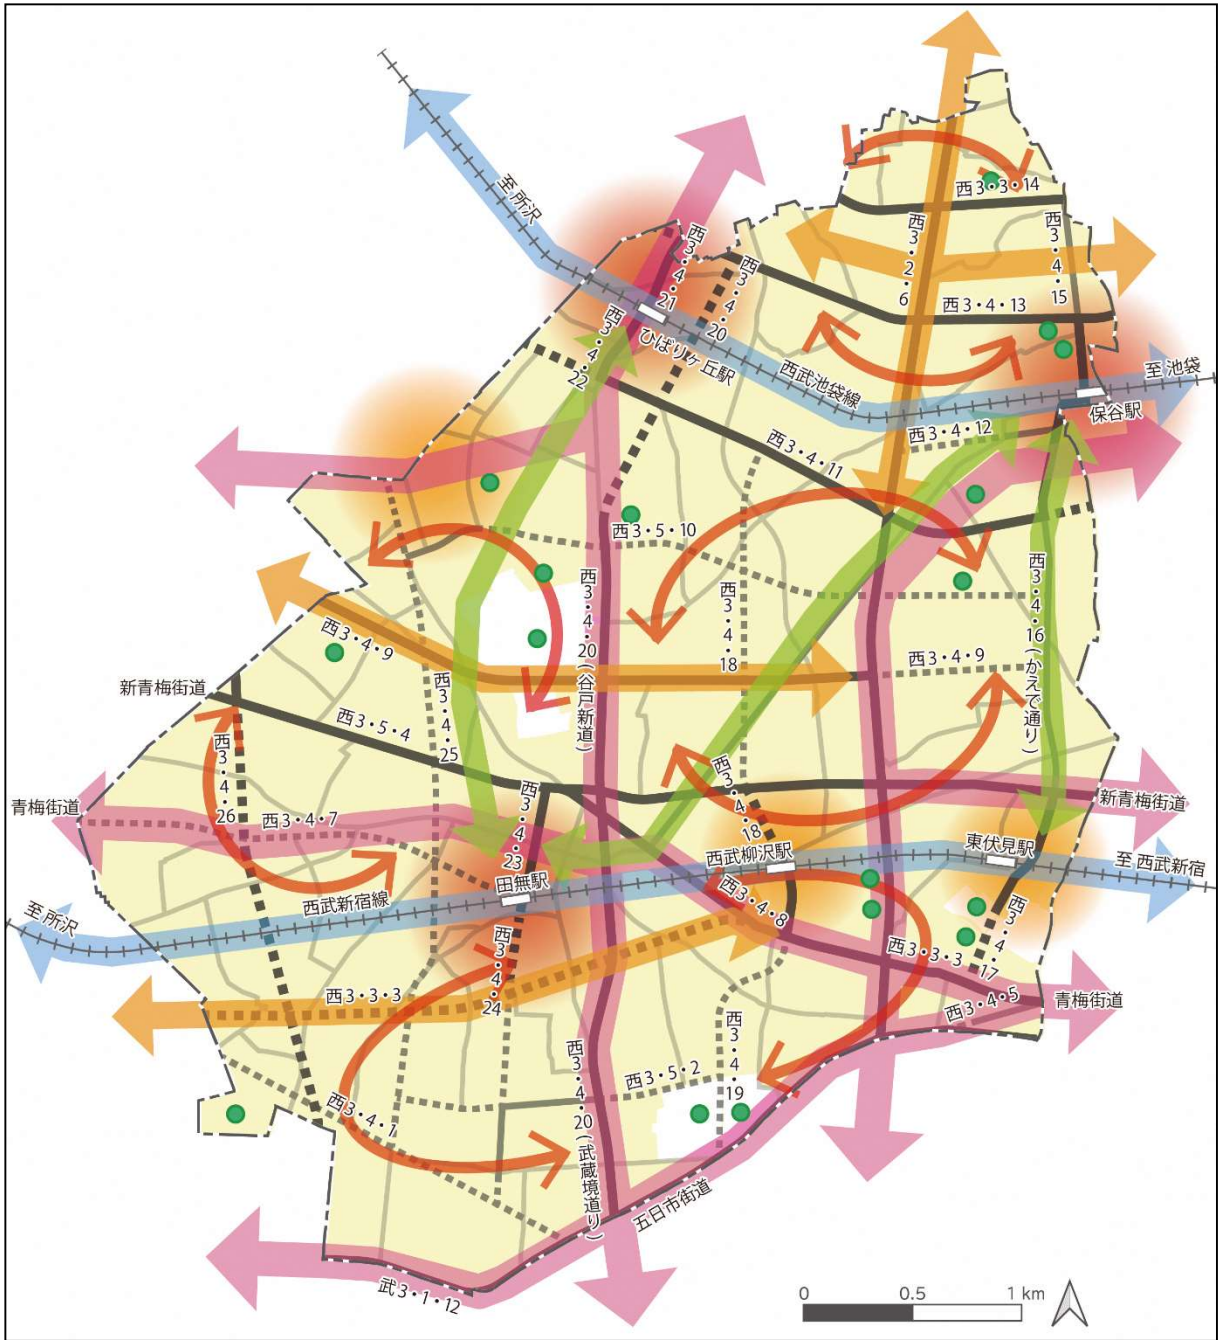 至所沢
西3・3・14
西3・4・21
西3・2・6
西3・4・15
西3・4・20
西3・4・13
ひばりヶ丘駅
西3・4・22
西武池袋線
至 池袋
保谷駅
西3・4・12
西3・4・11
西3・5・10
西3・4・20(谷戸新道)
西3・4・18
西3・4・16(かえで通り)
西3・4・9
西3・4・9
新青梅街道
西3・4・25
西3・5・4
西3・4・26
青梅街道
西3・4・7
西3・4・23
西3・4・18
新青梅街道
西武柳沢駅
東伏見駅
至 西武新宿
田無駅
西武新宿線
西3・4・8
至所沢
西3・4・24
西3・3・3
西3・4・17
西3・3・3
西3・4・5
青梅街道
西3・4・19
西3・5・2
西3・4・20(武蔵境通り)
西3・4・1
五日市街道
武3・1・12
0 0.5 1 km